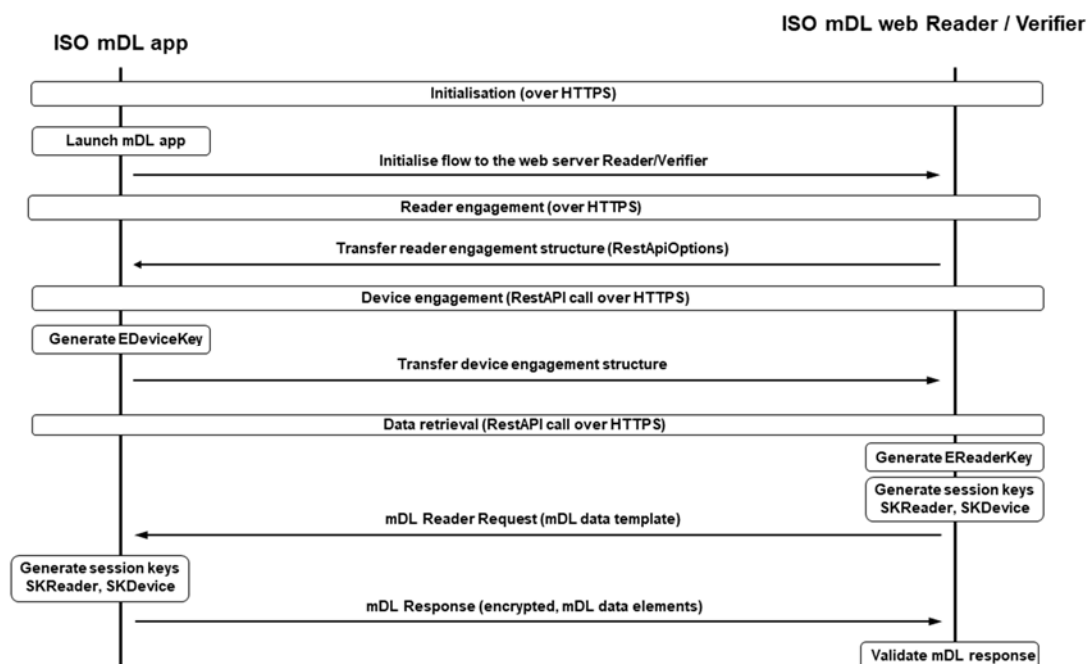 ISO mDL app
ISO mDL web Reader / Verifier
Initialisation (over HTTPS)
Launch mDL app
Initialise flow to the web server Reader/Verifier
Reader engagement (over HTTPS)
Transfer reader engagement structure (RestApiOptions)
Device engagement (RestAPI call over HTTPS)
Generate EDeviceKey
Transfer device engagement structure
Data retrieval (RestAPI call over HTTPS)
Generate EReaderKey
Generate session keys
SKReader, SKDevice
mDL Reader Request (mDL data template)
Generate session keys
SKReader, SKDevice
mDL Response (encrypted, mDL data elements)
Validate mDL response